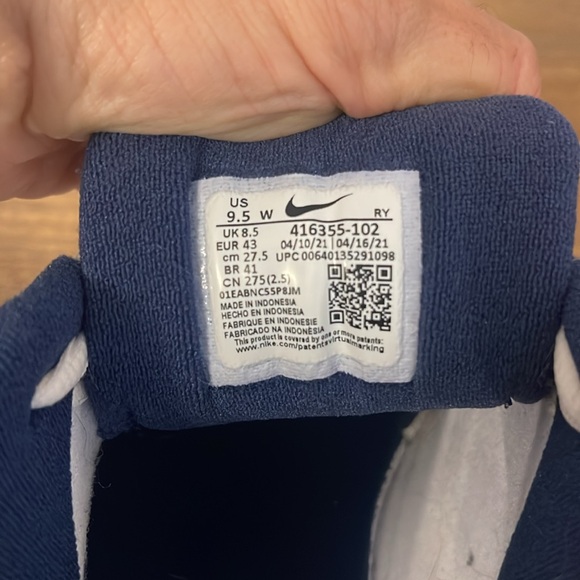 US
9.5 W RY
UK 8.5 416355-102
EUR 43 04/10/21 | 04/16/21
cm 27.5 UPC 00640135291098
BR 41
CN 275(2.5)
01EABNC55P8JM
MADE IN INDONESIA
HECHO EN INDONESIA
FABRIQUE EN INDONESIE
FABRICADO NA INDONÈSIA
This product is covered by one or more patents:
www.nike.com/patentsvirtualmarking